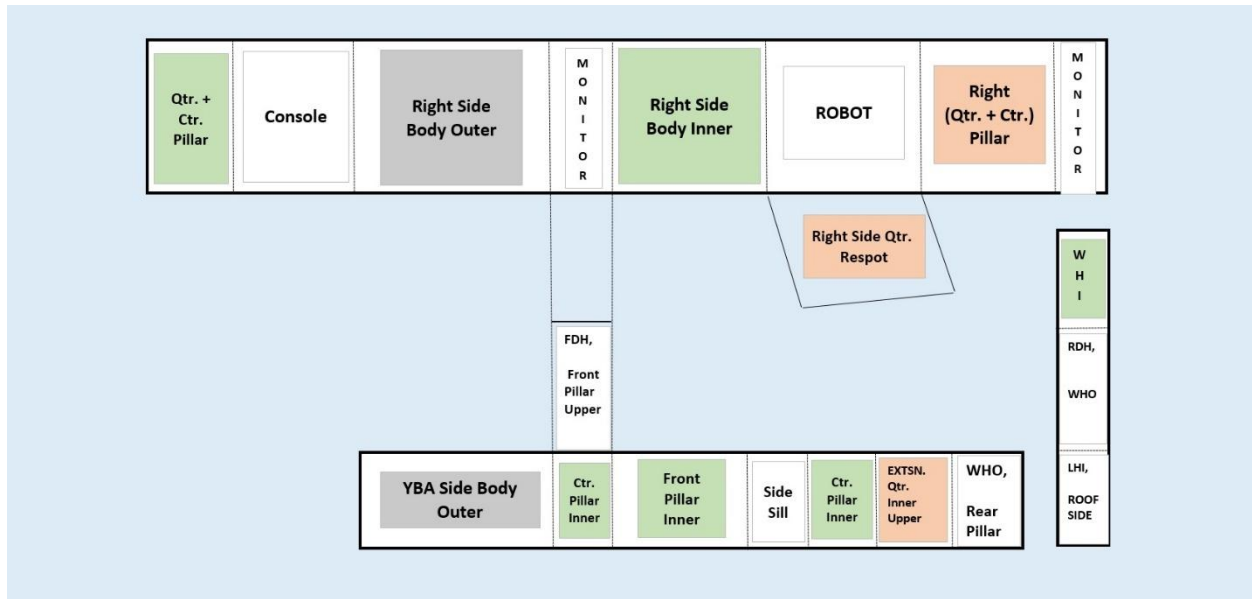 Qtr. +
Ctr.
Pillar
Console
Right Side
Body Outer
M
O
N
I
T
O
R
Right Side
Body Inner
ROBOT
Right
(Qtr. + Ctr.)
Pillar
M
O
N
I
T
O
R
Right Side Qtr.
Respot
W
H
I
FDH,
Front
Pillar
Upper
RDH,
WHO
LHI,
ROOF
SIDE
YBA Side Body
Outer
Ctr.
Pillar
Inner
Front
Pillar
Inner
Side
Sill
Ctr.
Pillar
Inner
EXTSN.
Qtr.
Inner
Upper
WHO,
Rear
Pillar